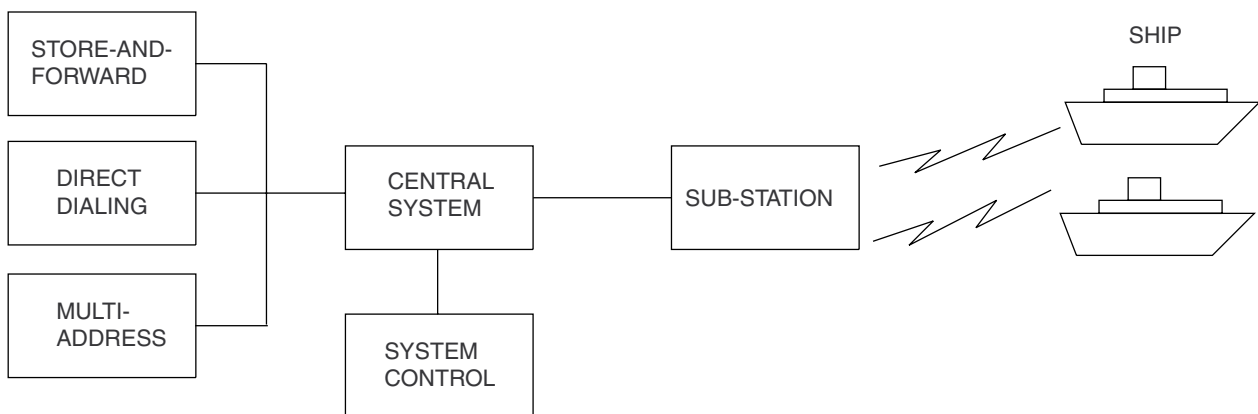 STORE-AND-
FORWARD
DIRECT
DIALING
MULTI-
ADDRESS
CENTRAL
SYSTEM
SYSTEM
CONTROL
SUB-STATION
SHIP